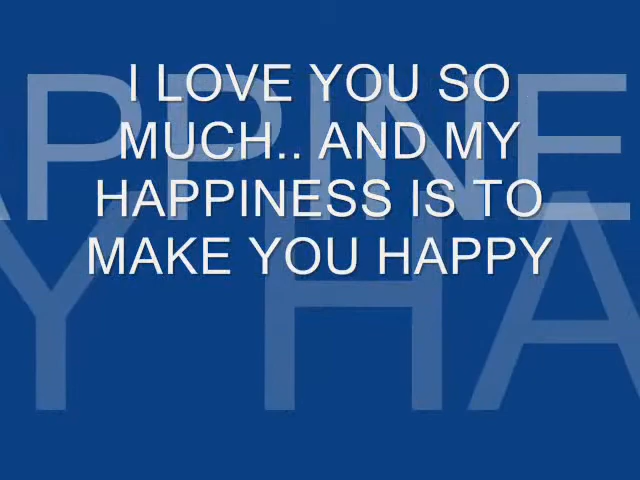 I LOVE YOU SO
MUCH.. AND MY
HAPPINESS IS TO
MAKE YOU HAPPY